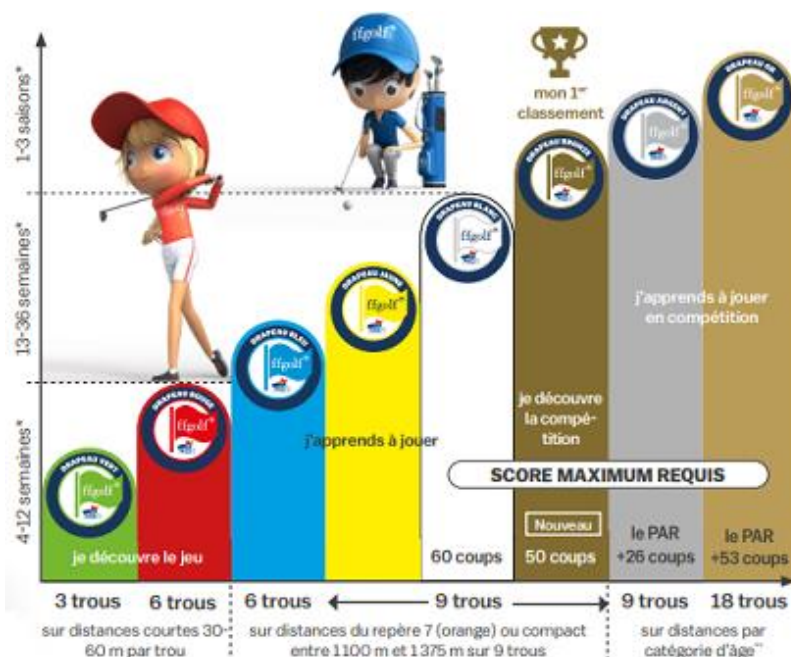 ffgolf
ffgolf
mon 1er
classement
DRAPEAU OR
ffgolf
DRAPEAU ARGENT
ffgolf
DRAPEAU BRONZE
ffgolf
DRAPEAU BLANC
ffgolf
DRAPEAU JAUNE
ffgolf
DRAPEAU BLEU
ffgolf
DRAPEAU ROUGE
ffgolf
DRAPEAU VERT
ffgolf
1-3 saisons*
13-36 semaines*
4-12 semaines*
j'apprends à jouer
en compétition
je découvre
la compé-
tition
j'apprends à jouer
SCORE MAXIMUM REQUIS
je découvre le jeu
60 coups
Nouveau
50 coups
le PAR
+26 coups
le PAR
+53 coups
3 trous
6 trous
6 trous
9 trous
9 trous
18 trous
sur distances courtes 30-
60 m par trou
sur distances du repère 7 (orange) ou compact
entre 1100 m et 1375 m sur 9 trous
sur distances par
catégorie d'âge**